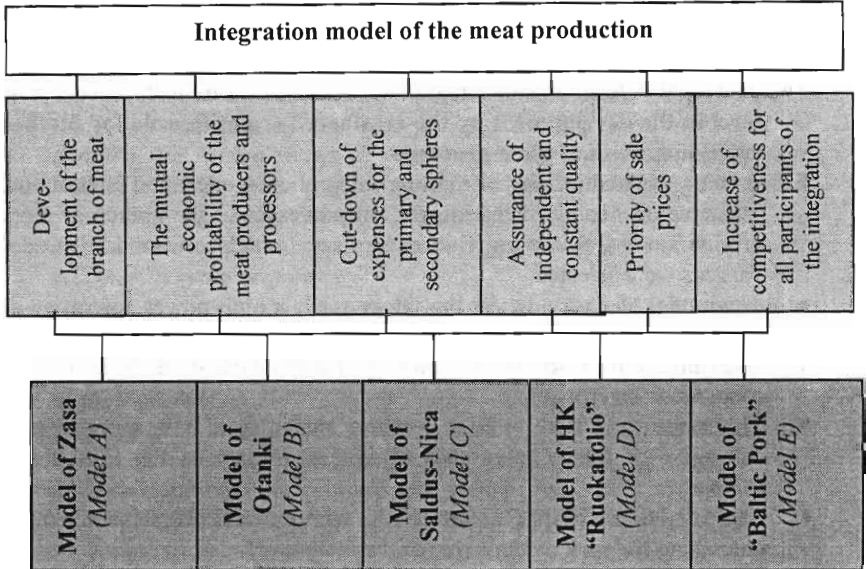 Integration model of the meat production
Deve-
lopment of the
branch of meat
The mutual
economic
profitability of the
meat producers and
processors
Cut-down of
expenses for the
primary and
secondary spheres
Assurance of
independent and
constant quality
Priority of sale
prices
Increase of
competitiveness for
all participants of
the integration
Model of Zasa
(Model A)
Model of
Otanki
(Model B)
Model of
Saldus-Nica
(Model C)
Model of HK
“Ruokatolio”
(Model D)
Model of
“Baltic Pork”
(Model E)